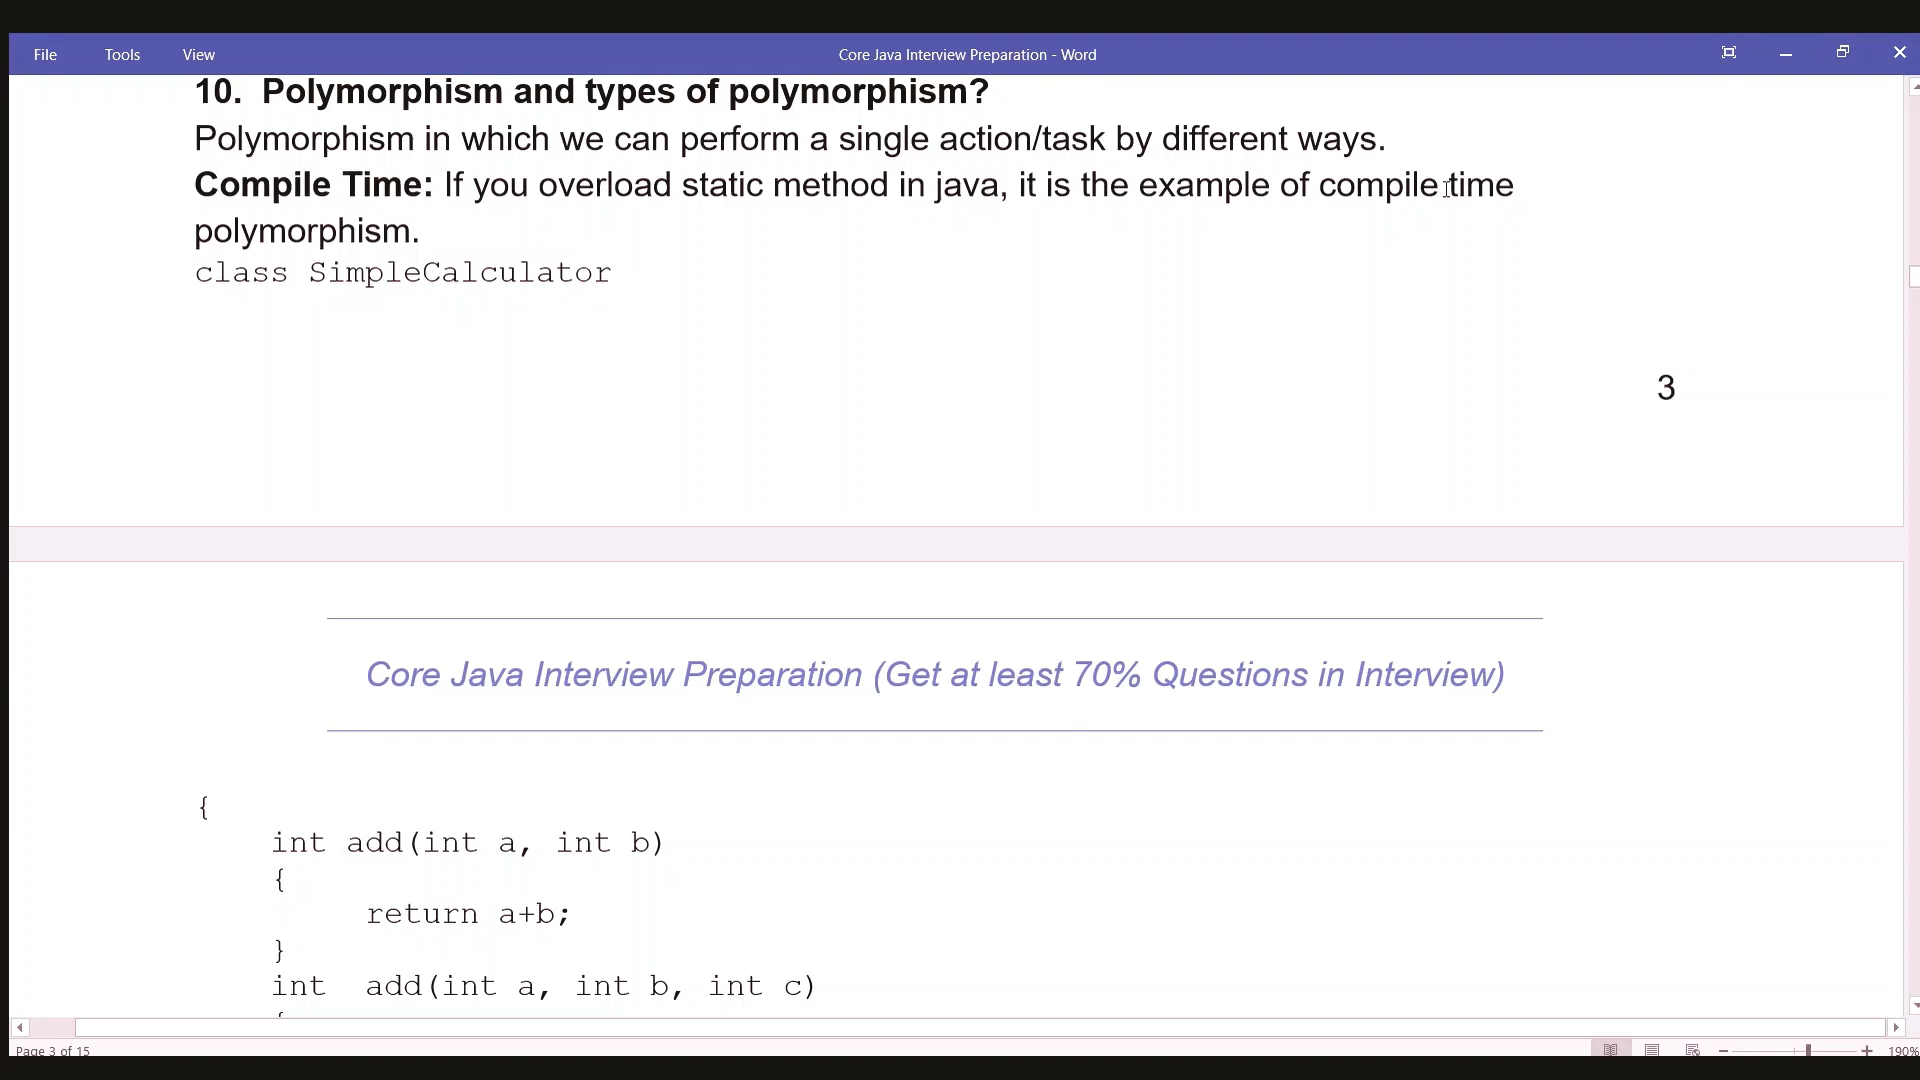 File Tools View Core Java Interview Preparation - Word
10. Polymorphism and types of polymorphism?
Polymorphism in which we can perform a single action/task by different ways.
Compile Time: If you overload static method in java, it is the example of compile time
polymorphism.
class SimpleCalculator
3
Core Java Interview Preparation (Get at least 70% Questions in Interview)
{
int add(int a, int b)
{
return a+b;
}
int add(int a, int b, int c)
{
Page 3 of 15 190%